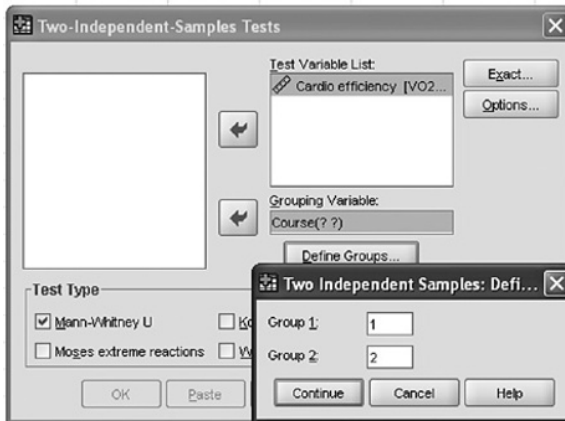 Two-Independent-Samples Tests
Test Variable List:
Cardio efficiency [VO2...
Exact...
Options...
Grouping Variable:
Course(? ?)
Define Groups...
Test Type
Mann-Whitney U
Moses extreme reactions
OK
Paste
Two Independent Samples: Defi...
Group 1:
1
Group 2:
2
Continue
Cancel
Help